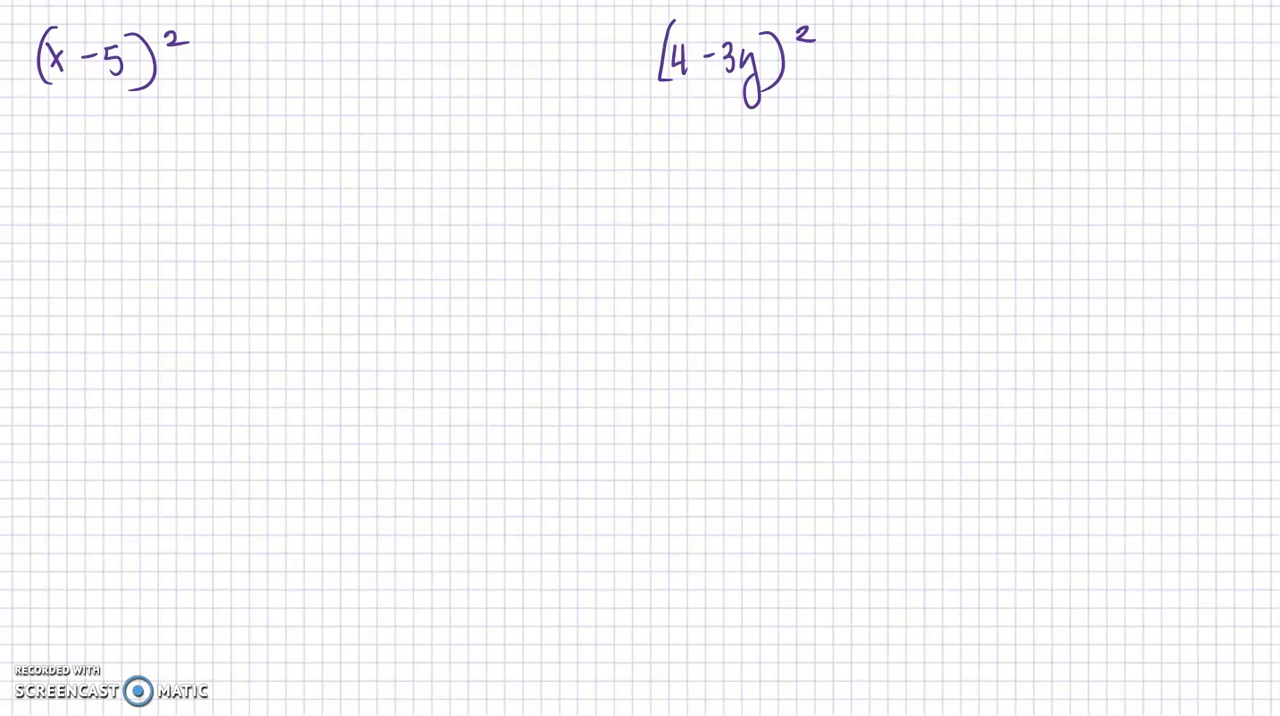 (x - 5)²
(4 - 3y)²
RECORDED WITH
SCREENCAST MATIC